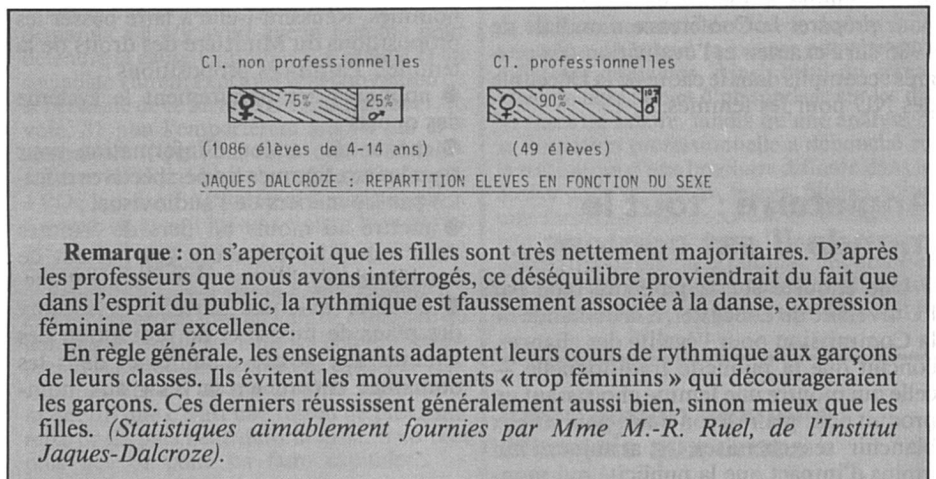 Cl. non professionnelles Cl. professionnelles
♀ 75% 25% ♂ ♀ 90% 10% ♂
(1086 élèves de 4-14 ans) (49 élèves)
JAQUES DALCROZE : REPARTITION ELEVES EN FONCTION DU SEXE
Remarque : on s'aperçoit que les filles sont très nettement majoritaires. D'après
les professeurs que nous avons interrogés, ce déséquilibre proviendrait du fait que
dans l'esprit du public, la rythmique est faussement associée à la danse, expression
féminine par excellence.
En règle générale, les enseignants adaptent leurs cours de rythmique aux garçons
de leurs classes. Ils évitent les mouvements « trop féminins » qui décourageraient
les garçons. Ces derniers réussissent généralement aussi bien, sinon mieux que les
filles. (Statistiques aimablement fournies par Mme M.-R. Ruel, de l'Institut
Jaques-Dalcroze).